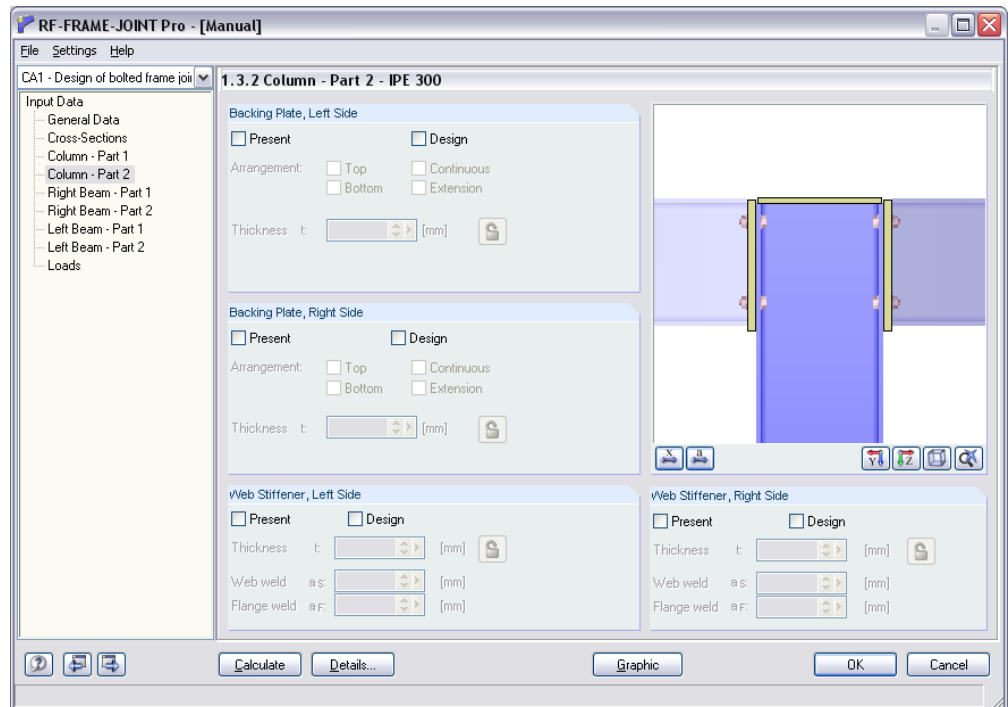 RF-FRAME-JOINT Pro - [Manual]
File Settings Help
CA1 - Design of bolted frame joi
1.3.2 Column - Part 2 - IPE 300
Input Data
General Data
Cross-Sections
Column - Part 1
Column - Part 2
Right Beam - Part 1
Right Beam - Part 2
Left Beam - Part 1
Left Beam - Part 2
Loads
Backing Plate, Left Side
Present Design
Arrangement: Top Continuous
Bottom Extension
Thickness t: [mm]
Backing Plate, Right Side
Present Design
Arrangement: Top Continuous
Bottom Extension
Thickness t: [mm]
X a Y Z
Web Stiffener, Left Side
Present Design
Thickness t: [mm]
Web weld a S: [mm]
Flange weld a F: [mm]
Web Stiffener, Right Side
Present Design
Thickness t: [mm]
Web weld a S: [mm]
Flange weld a F: [mm]
Calculate Details... Graphic OK Cancel